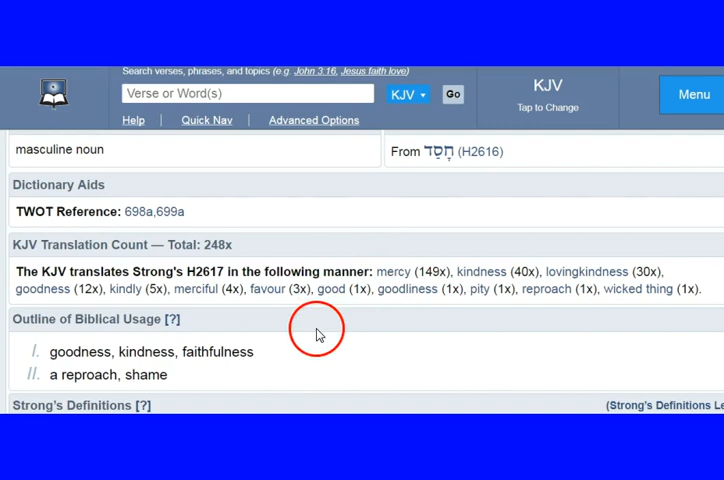 Search verses, phrases, and topics (e.g. John 3:16, Jesus faith love)
Verse or Word(s)
KJV
Go
KJV
Tap to Change
Menu
Help | Quick Nav | Advanced Options
masculine noun
From חָסַד (H2616)
Dictionary Aids
TWOT Reference: 698a,699a
KJV Translation Count — Total: 248x
The KJV translates Strong's H2617 in the following manner: mercy (149x), kindness (40x), lovingkindness (30x),
goodness (12x), kindly (5x), merciful (4x), favour (3x), good (1x), goodliness (1x), pity (1x), reproach (1x), wicked thing (1x).
Outline of Biblical Usage [?]
I. goodness, kindness, faithfulness
II. a reproach, shame
Strong's Definitions [?]
(Strong's Definitions Le